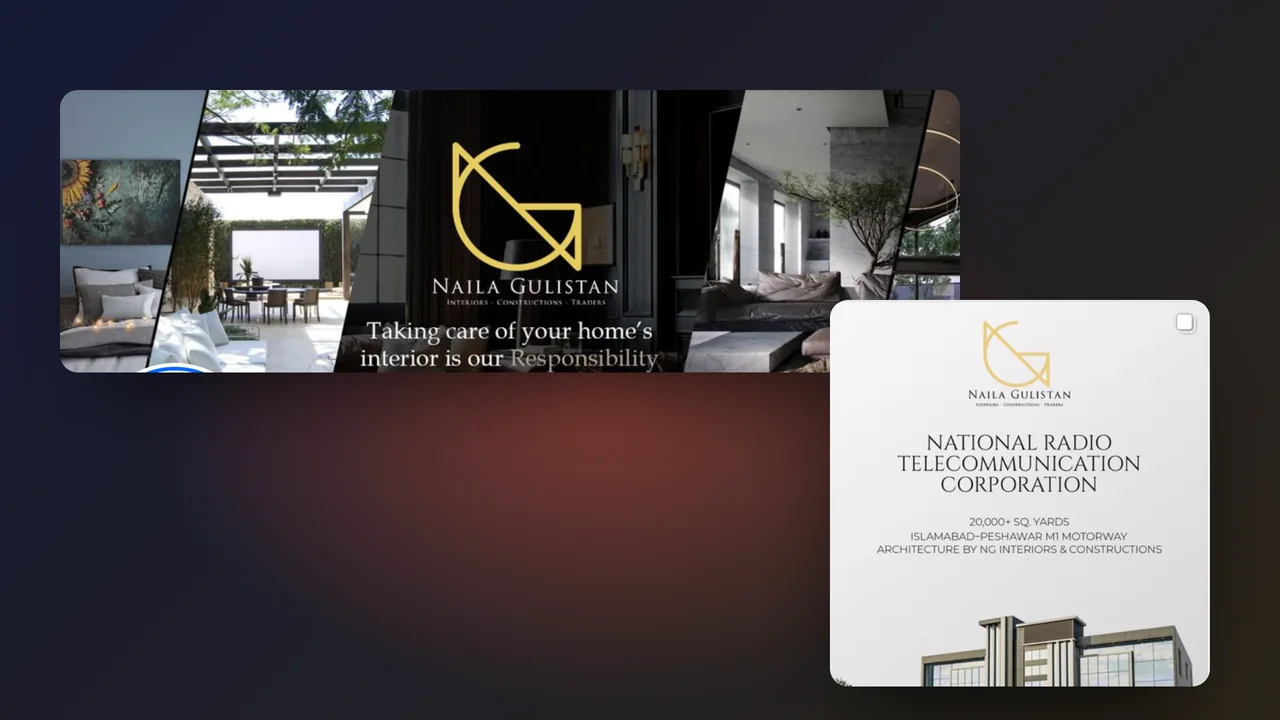 NAILA GULISTAN
INTERIORS - CONSTRUCTIONS - TRADERS
Taking care of your home’s
interior is our Responsibility
NAILA GULISTAN
INTERIORS - CONSTRUCTIONS - TRADERS
NATIONAL RADIO
TELECOMMUNICATION
CORPORATION
20,000+ SQ. YARDS
ISLAMABAD–PESHAWAR M1 MOTORWAY
ARCHITECTURE BY NG INTERIORS & CONSTRUCTIONS